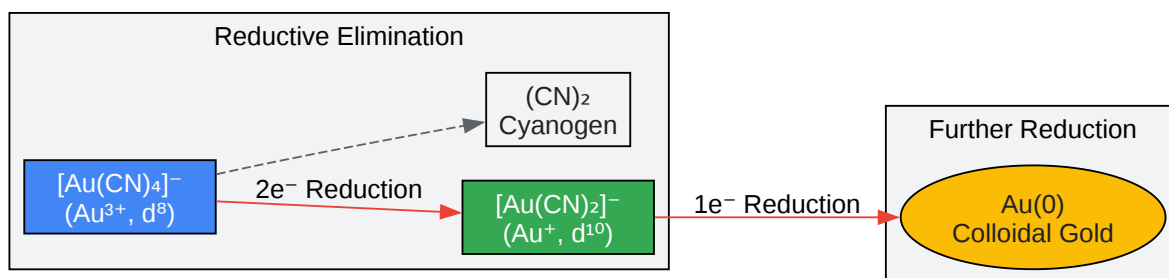 Reductive Elimination
(CN)₂
Cyanogen
[Au(CN)₄]⁻
(Au³⁺, d⁸)
2e⁻ Reduction
[Au(CN)₂]⁻
(Au⁺, d¹⁰)
1e⁻ Reduction
Further Reduction
Au(0)
Colloidal Gold